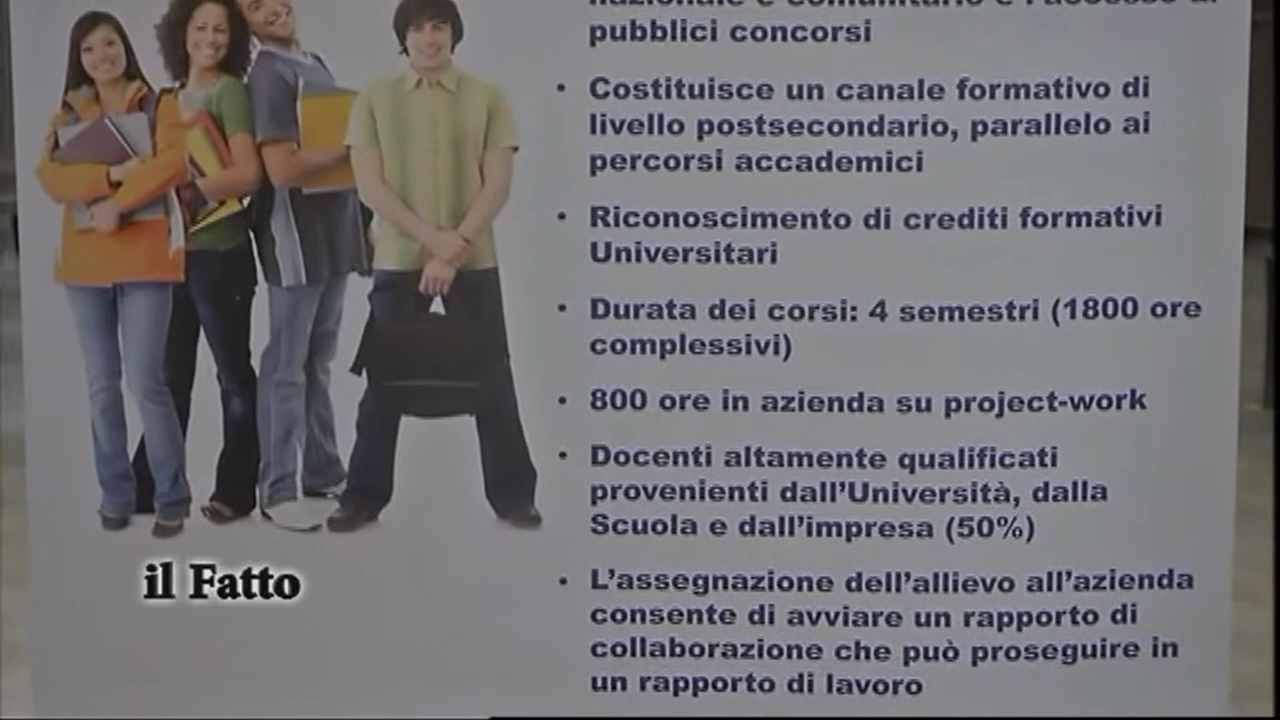 pubblici concorsi
• Costituisce un canale formativo di
livello postsecondario, parallelo ai
percorsi accademici
• Riconoscimento di crediti formativi
Universitari
• Durata dei corsi: 4 semestri (1800 ore
complessivi)
• 800 ore in azienda su project-work
• Docenti altamente qualificati
provenienti dall'Università, dalla
Scuola e dall'impresa (50%)
• L'assegnazione dell'allievo all'azienda
consente di avviare un rapporto di
collaborazione che può proseguire in
un rapporto di lavoro
il Fatto